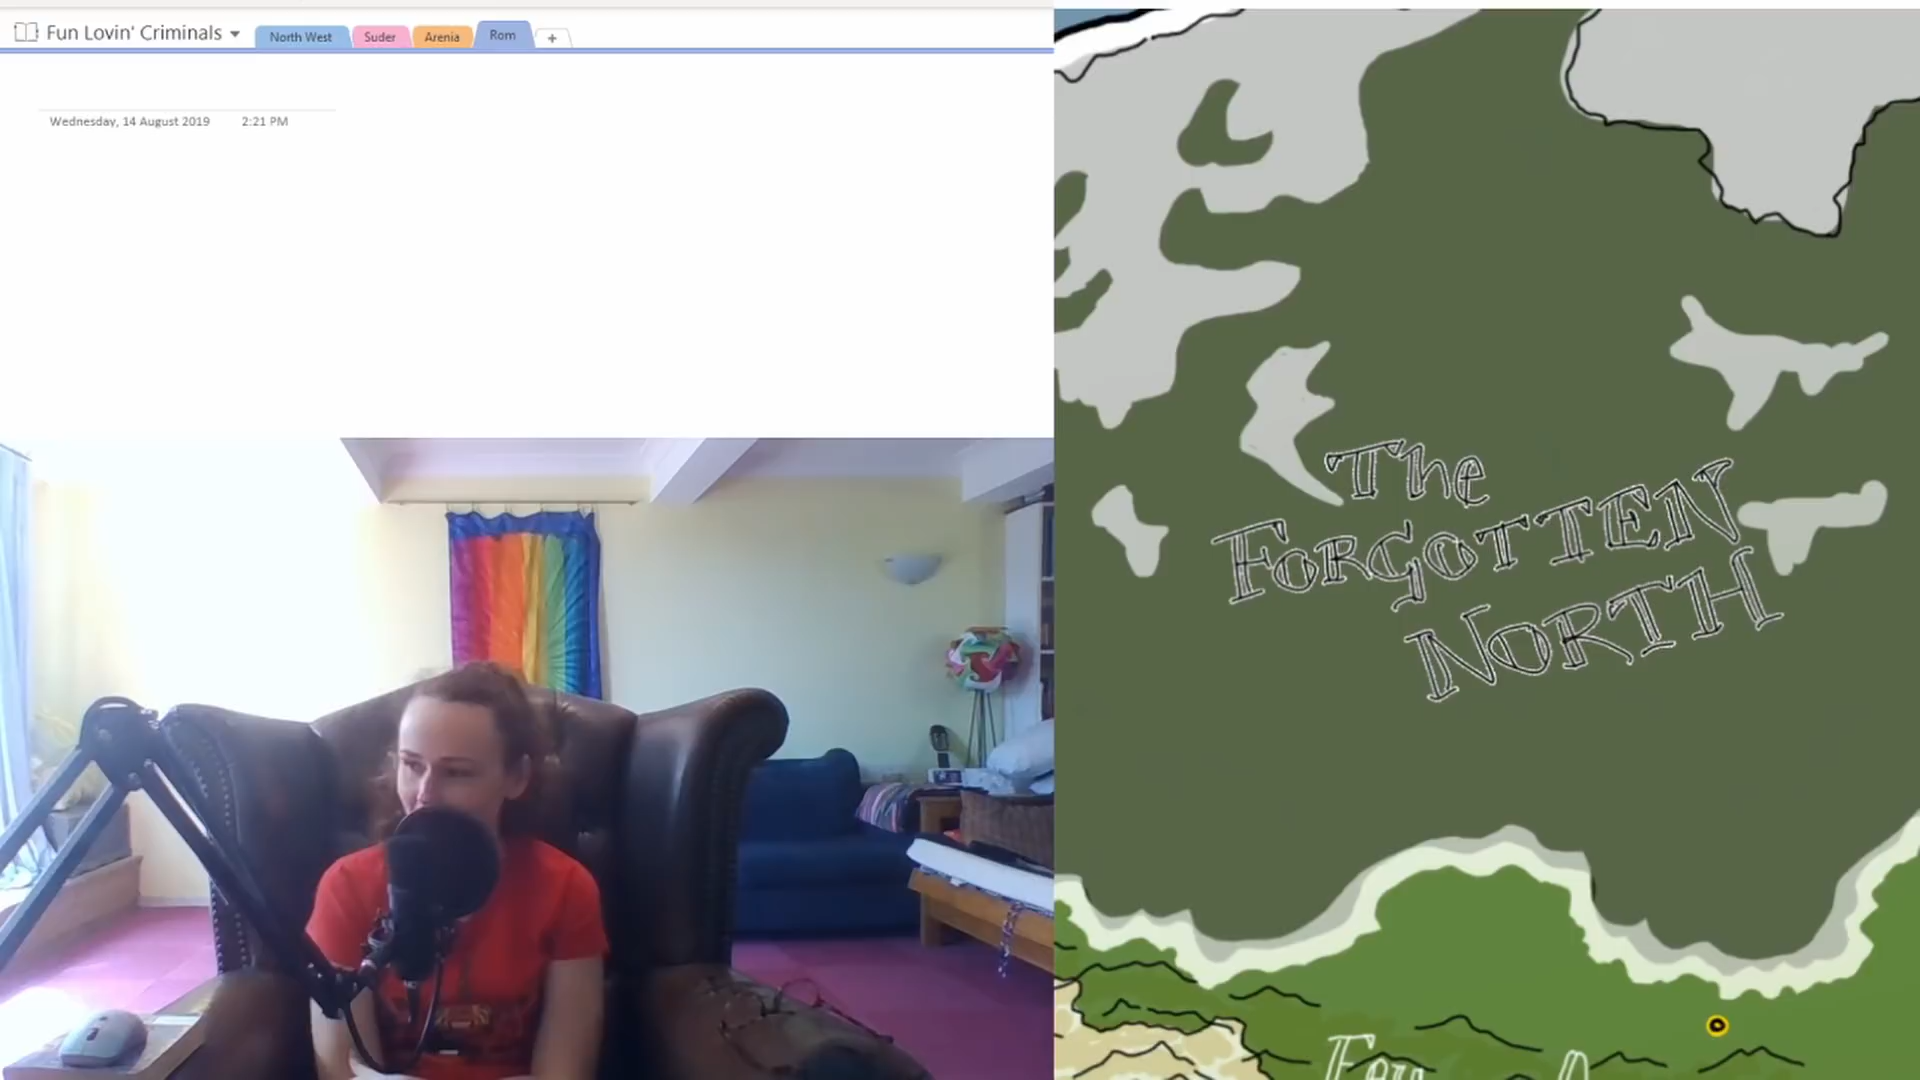 Fun Lovin' Criminals
North West
Suder
Arenia
Rom
+
Wednesday, 14 August 2019 2:21 PM
The
FORGOTTEN
NORTH